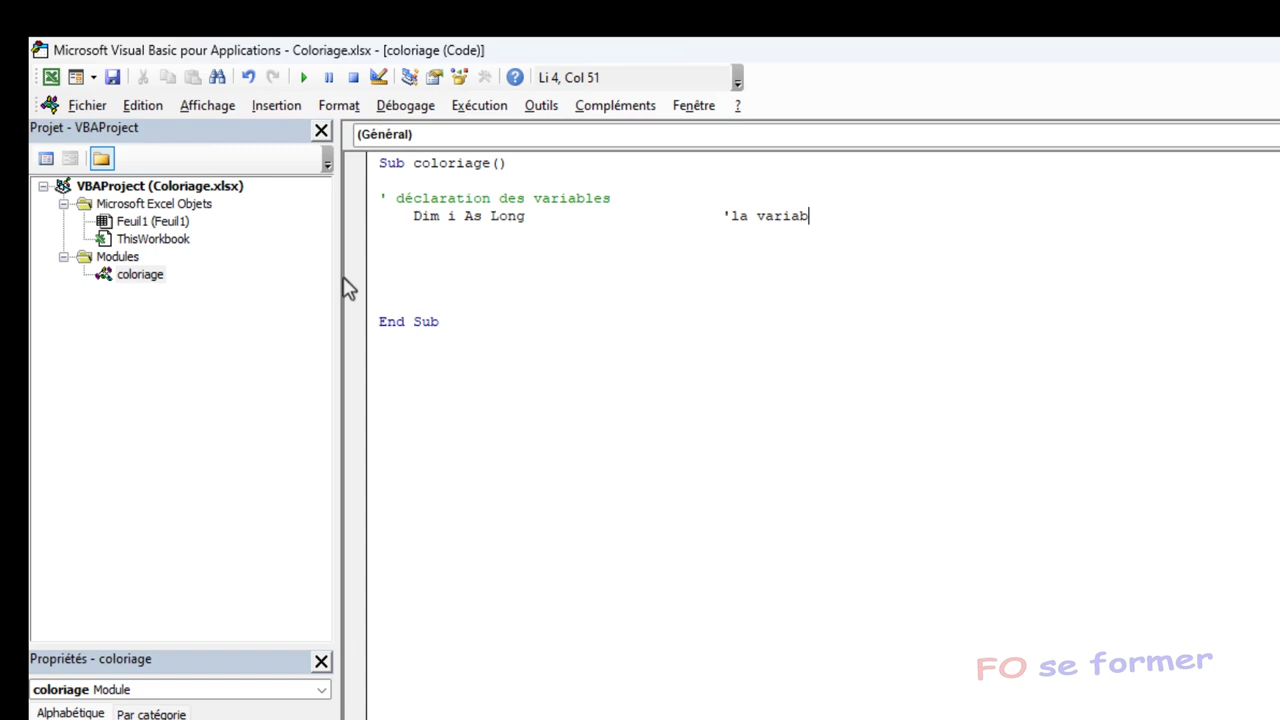 Microsoft Visual Basic pour Applications - Coloriage.xlsx - [coloriage (Code)]
Li 4, Col 51
Fichier Edition Affichage Insertion Format Débogage Exécution Outils Compléments Fenêtre ?
Projet - VBAProject
(Général)
Sub coloriage()
VBAProject (Coloriage.xlsx)
Microsoft Excel Objets
' déclaration des variables
Feuil1 (Feuil1)
Dim i As Long 'la variab
ThisWorkbook
Modules
coloriage
End Sub
Propriétés - coloriage
coloriage Module
Alphabétique Par catégorie
FO se former